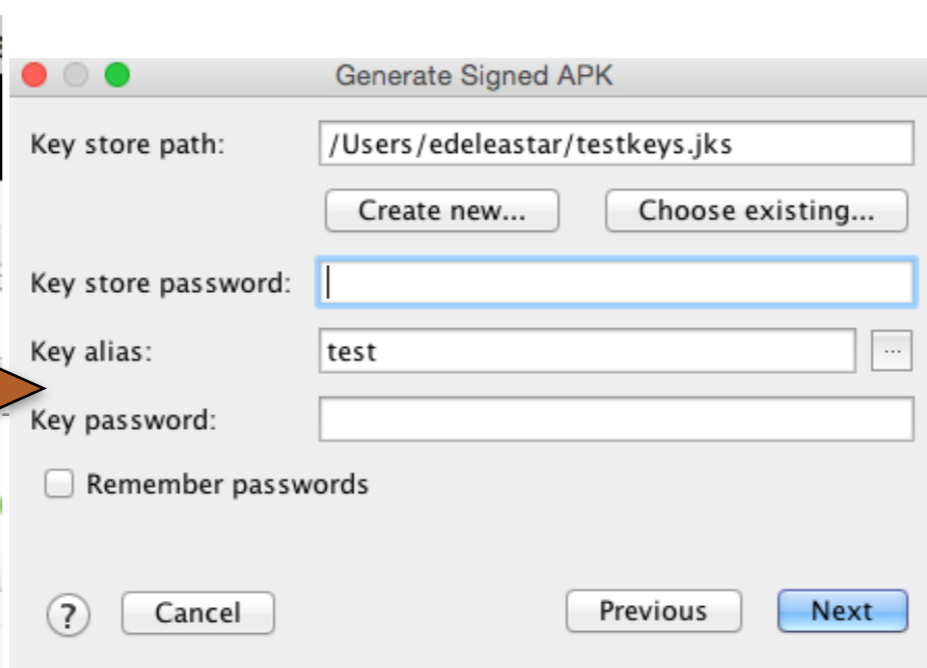 Generate Signed APK
Key store path: /Users/edeleastar/testkeys.jks
Create new... Choose existing...
Key store password:
Key alias: test ...
Key password:
Remember passwords
? Cancel Previous Next